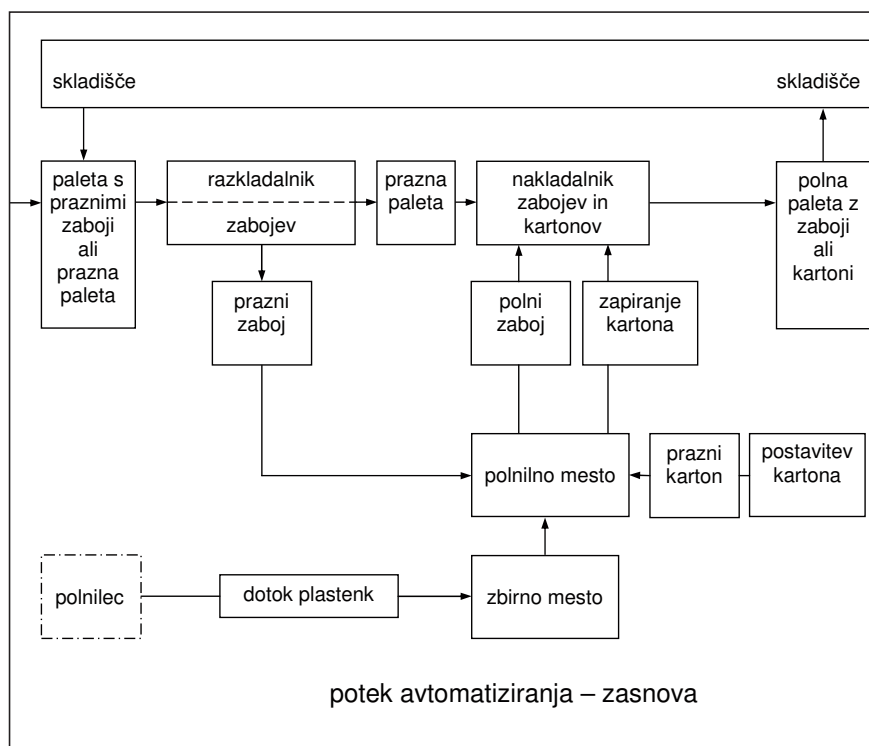 skladišče
skladišče
paleta s
praznimi
zaboji
ali
prazna
paleta
razkladalnik
zabojev
prazna
paleta
nakladalnik
zabojev in
kartonov
polna
paleta z
zaboji
ali
kartoni
prazni
zaboj
polni
zaboj
zapiranje
kartona
polnilno mesto
prazni
karton
postavitev
kartona
polnilec
dotok plastenk
zbirno mesto
potek avtomatiziranja – zasnova